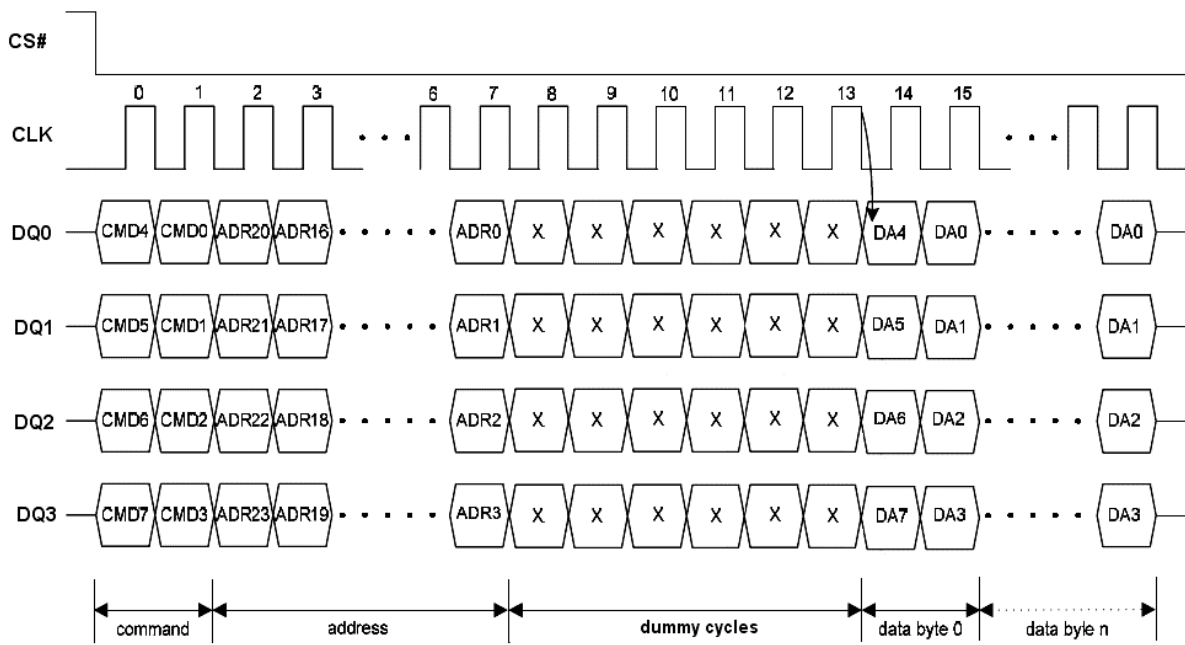 CS#
0 1 2 3 6 7 8 9 10 11 12 13 14 15
CLK
DQ0 CMD4 CMD0 ADR20 ADR16 ADR0 X X X X X X DA4 DA0 DA0
DQ1 CMD5 CMD1 ADR21 ADR17 ADR1 X X X X X X DA5 DA1 DA1
DQ2 CMD6 CMD2 ADR22 ADR18 ADR2 X X X X X X DA6 DA2 DA2
DQ3 CMD7 CMD3 ADR23 ADR19 ADR3 X X X X X X DA7 DA3 DA3
command address dummy cycles data byte 0 data byle n